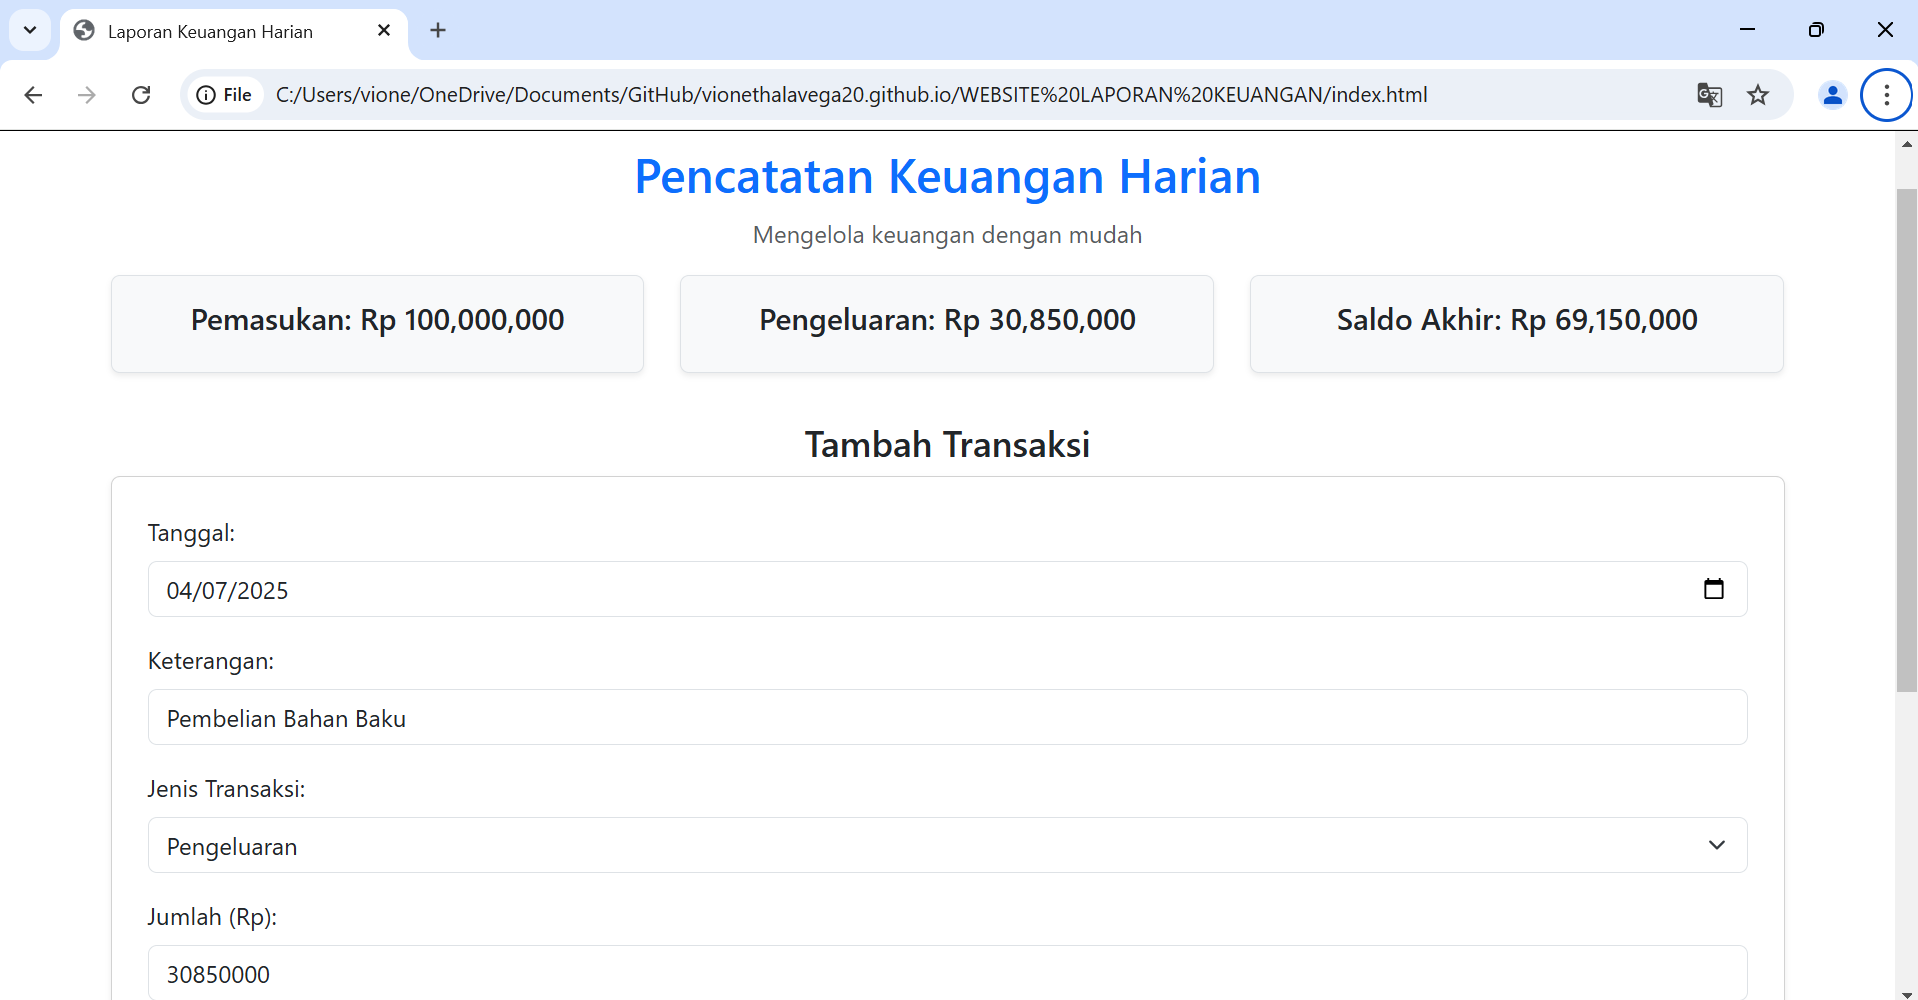 Laporan Keuangan Harian
File
C:/Users/vione/OneDrive/Documents/GitHub/vionethalavega20.github.io/WEBSITE%20LAPORAN%20KEUANGAN/index.html
Pencatatan Keuangan Harian
Mengelola keuangan dengan mudah
Pemasukan: Rp 100,000,000
Pengeluaran: Rp 30,850,000
Saldo Akhir: Rp 69,150,000
Tambah Transaksi
Tanggal:
04/07/2025
Keterangan:
Pembelian Bahan Baku
Jenis Transaksi:
Pengeluaran
Jumlah (Rp):
30850000